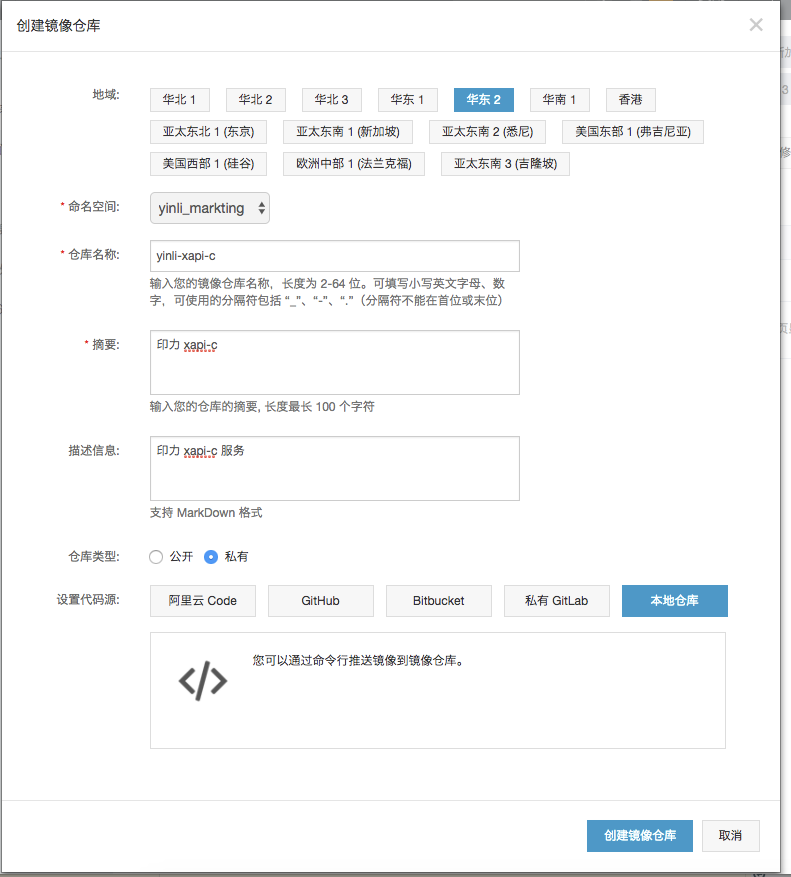 创建镜像仓库
地域: 华北 1 华北 2 华北 3 华东 1 华东 2 华南 1 香港
亚太东北 1 (东京) 亚太东南 1 (新加坡) 亚太东南 2 (悉尼) 美国东部 1 (弗吉尼亚)
美国西部 1 (硅谷) 欧洲中部 1 (法兰克福) 亚太东南 3 (吉隆坡)
* 命名空间: yinli_markting
* 仓库名称: yinli-xapi-c
输入您的镜像仓库名称，长度为 2-64 位。可填写小写英文字母、数
字，可使用的分隔符包括 “_”、“-”、“.”（分隔符不能在首位或末位）
* 摘要: 印力 xapi-c
输入您的仓库的摘要, 长度最长 100 个字符
描述信息: 印力 xapi-c 服务
支持 MarkDown 格式
仓库类型: 公开 私有
设置代码源: 阿里云 Code GitHub Bitbucket 私有 GitLab 本地仓库
</> 您可以通过命令行推送镜像到镜像仓库。
创建镜像仓库 取消